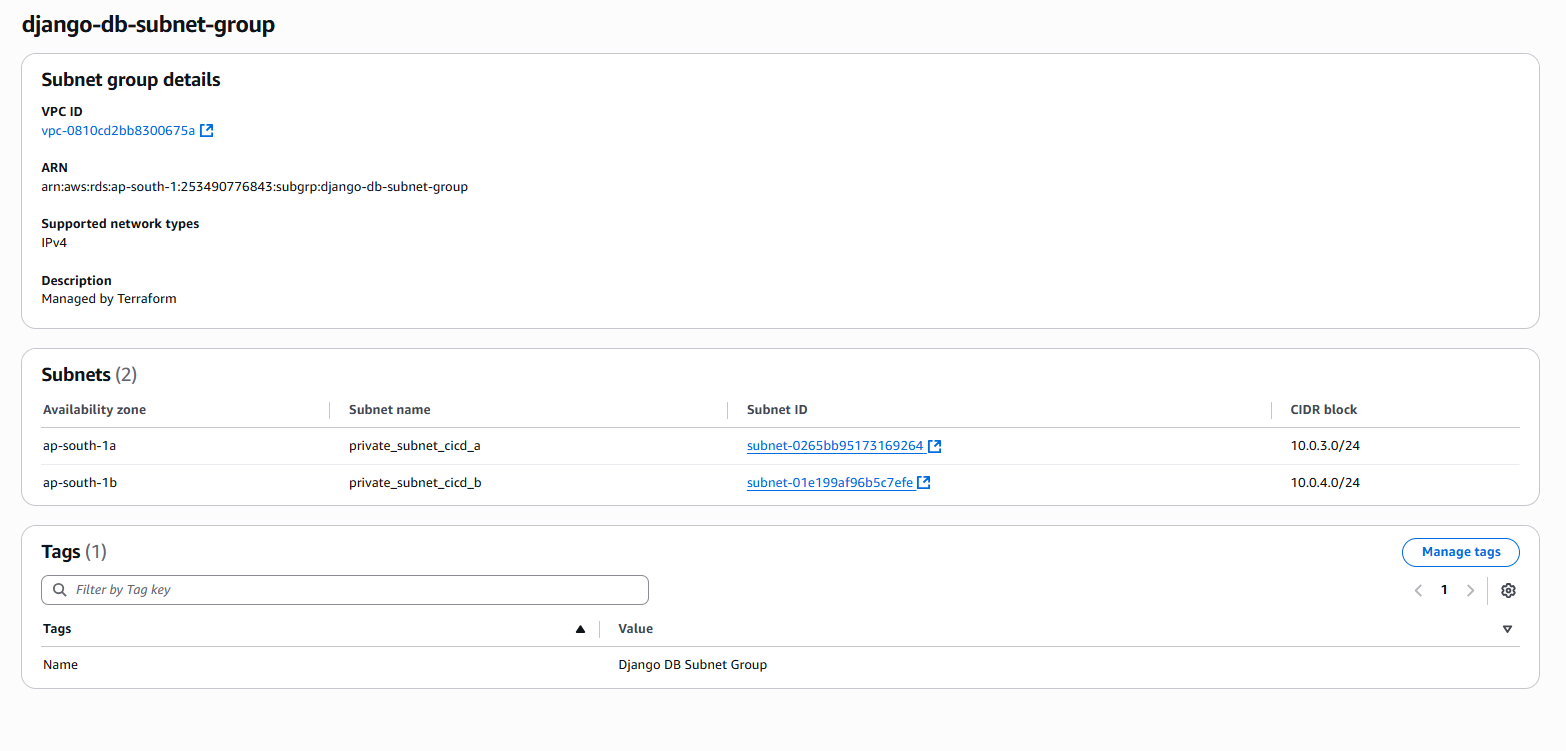 django-db-subnet-group
Subnet group details
VPC ID
vpc-0810cd2bb8300675a
ARN
arn:aws:rds:ap-south-1:253490776843:subgrp:django-db-subnet-group
Supported network types
IPv4
Description
Managed by Terraform
Subnets (2)
Availability zone Subnet name Subnet ID CIDR block
ap-south-1a private_subnet_cicd_a subnet-0265bb95173169264 10.0.3.0/24
ap-south-1b private_subnet_cicd_b subnet-01e199af96b5c7efe 10.0.4.0/24
Tags (1) Manage tags
Filter by Tag key 1
Tags Value
Name Django DB Subnet Group